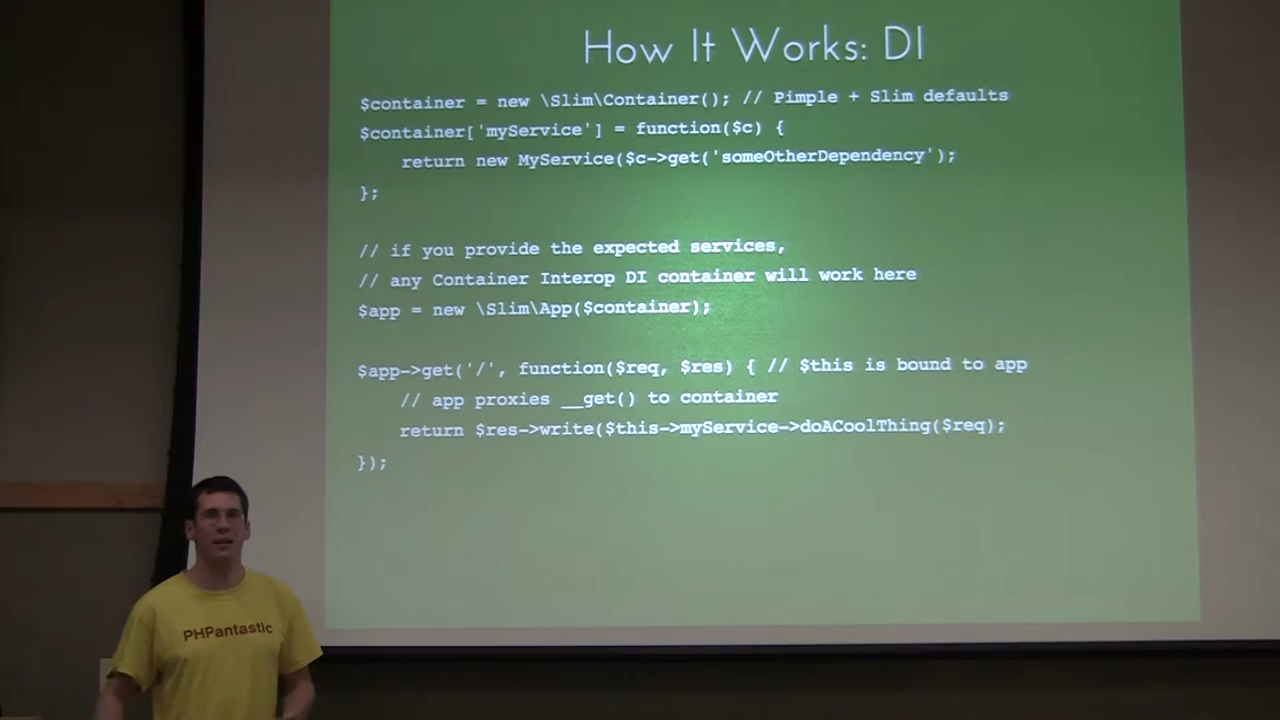 How It Works: DI
$container = new \Slim\Container(); // Pimple + Slim defaults
$container['myService'] = function($c) {
    return new MyService($c->get('someOtherDependency');
};
// if you provide the expected services,
// any Container Interop DI container will work here
$app = new \Slim\App($container);
$app->get('/', function($req, $res) { // $this is bound to app
    // app proxies __get() to container
    return $res->write($this->myService->doACoolThing($req);
});
PHPantastic